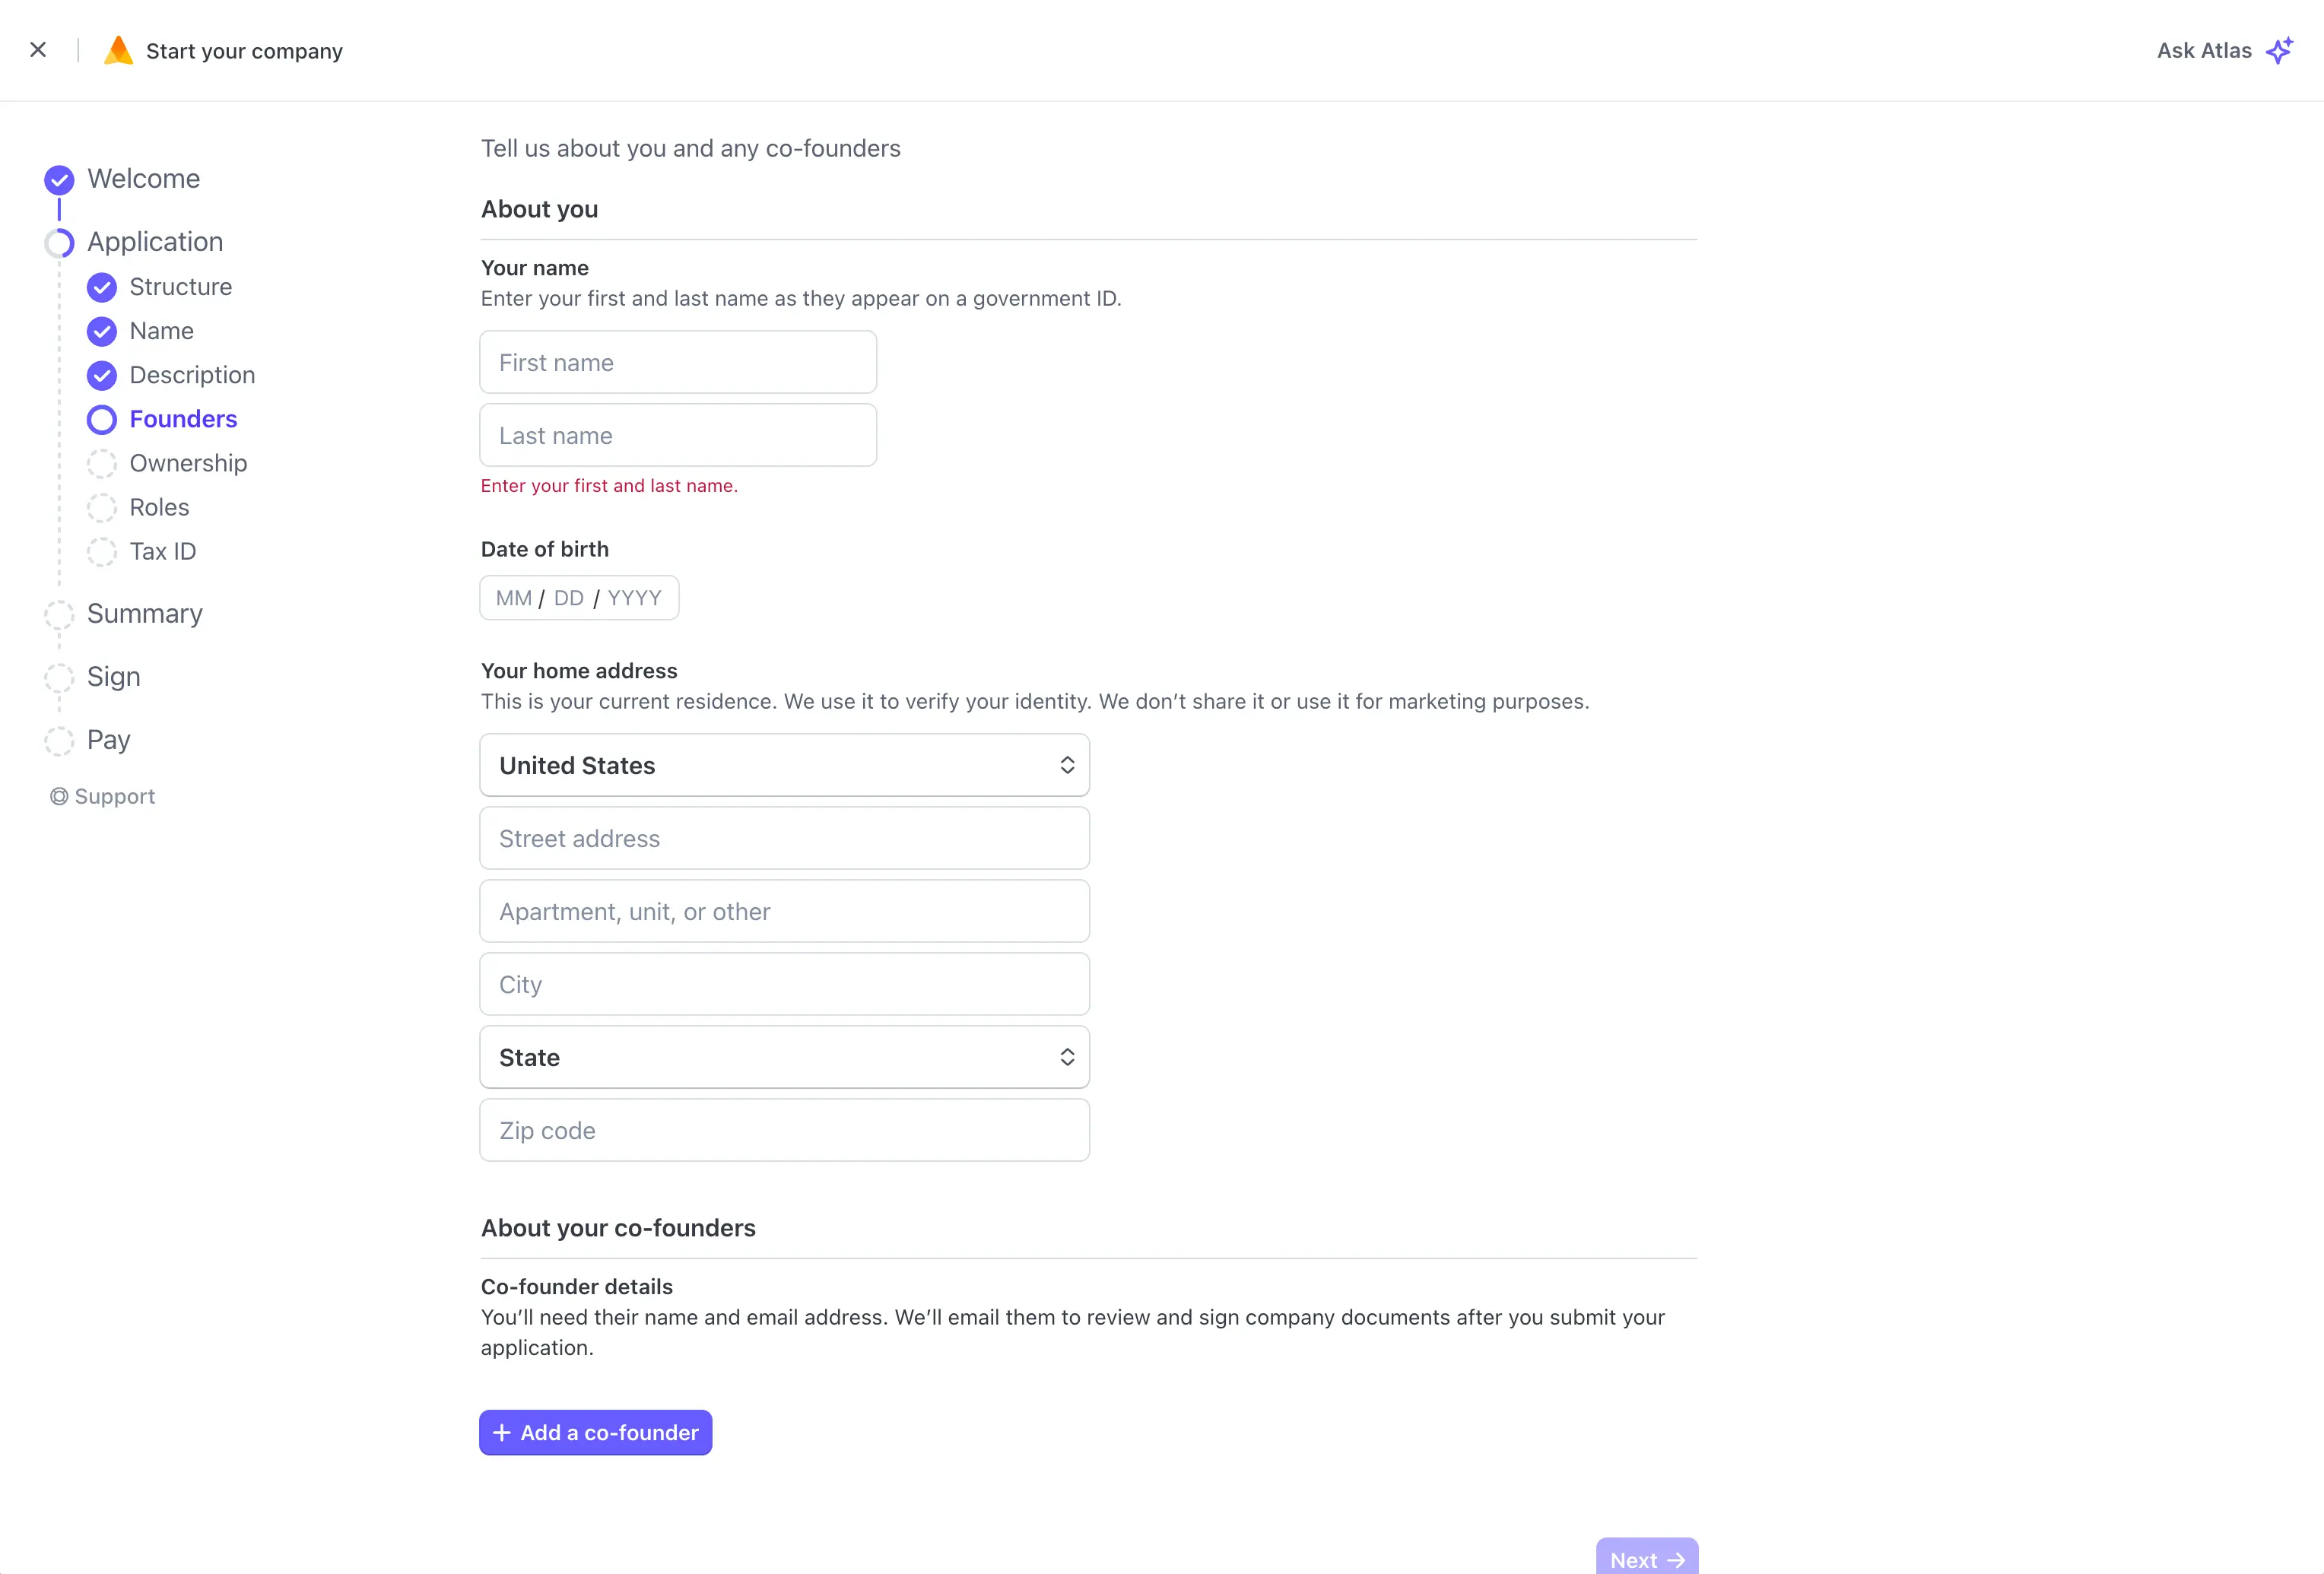 Start your company
Ask Atlas
Welcome
Application
Structure
Name
Description
Founders
Ownership
Roles
Tax ID
Summary
Sign
Pay
Support
Tell us about you and any co-founders
About you
Your name
Enter your first and last name as they appear on a government ID.
First name
Last name
Enter your first and last name.
Date of birth
MM / DD / YYYY
Your home address
This is your current residence. We use it to verify your identity. We don’t share it or use it for marketing purposes.
United States
Street address
Apartment, unit, or other
City
State
Zip code
About your co-founders
Co-founder details
You’ll need their name and email address. We’ll email them to review and sign company documents after you submit your
application.
Add a co-founder
Next